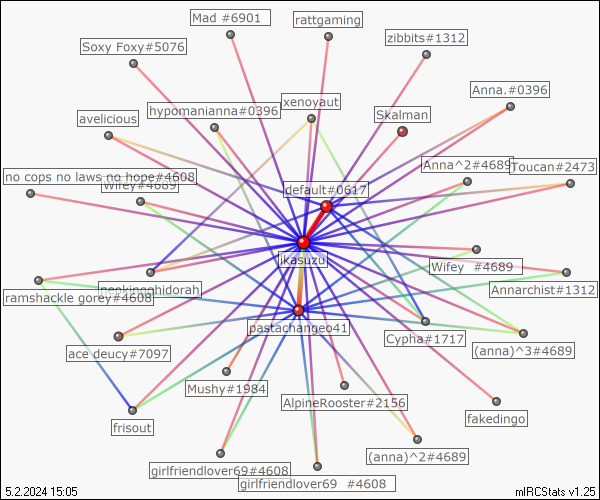 Mad #6901
rattgaming
zibbits#1312
Soxy Foxy#5076
Anna.#0396
xenoyaut
hypomanianna#0396
Skalman
avelicious
Anna^2#4689
Toucan#2473
no cops no laws no hope#4608
Wifey#4689
default#0617
ikasuzu
Wifey #4689
Annarchist#1312
ramshackle gorey#4608
pastachangeo41
Cypha#1717
(anna)^3#4689
ace deucy#7097
Mushy#1984
AlpineRooster#2156
fakedingo
frisout
(anna)^2#4689
girlfriendlover69#4608
girlfriendlover69 #4608
5.2.2024 15:05
mIRCStats v1.25